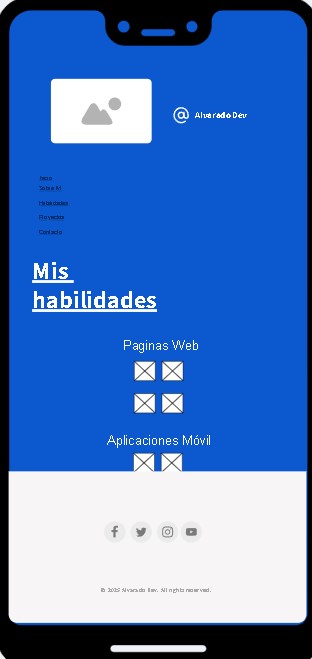 @ Alvarado Dev
Inicio
Sobre Mí
Habilidades
Proyectos
Contacto
Mis
habilidades
Paginas Web
Aplicaciones Móvil
© 2025 Alvarado Dev. All rights reserved.